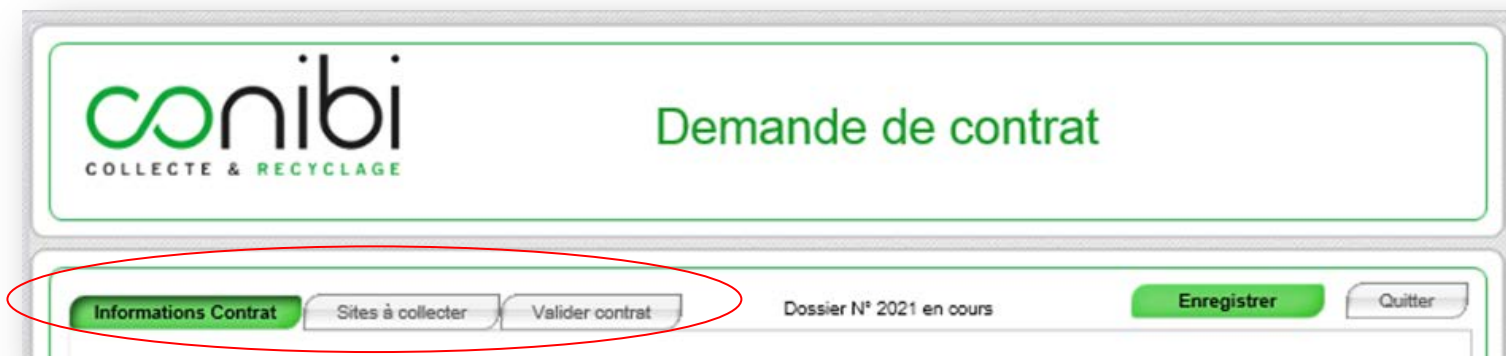 conibi
COLLECTE & RECYCLAGE
Demande de contrat
Informations Contrat Sites à collecter Valider contrat Dossier N° 2021 en cours Enregistrer Quitter